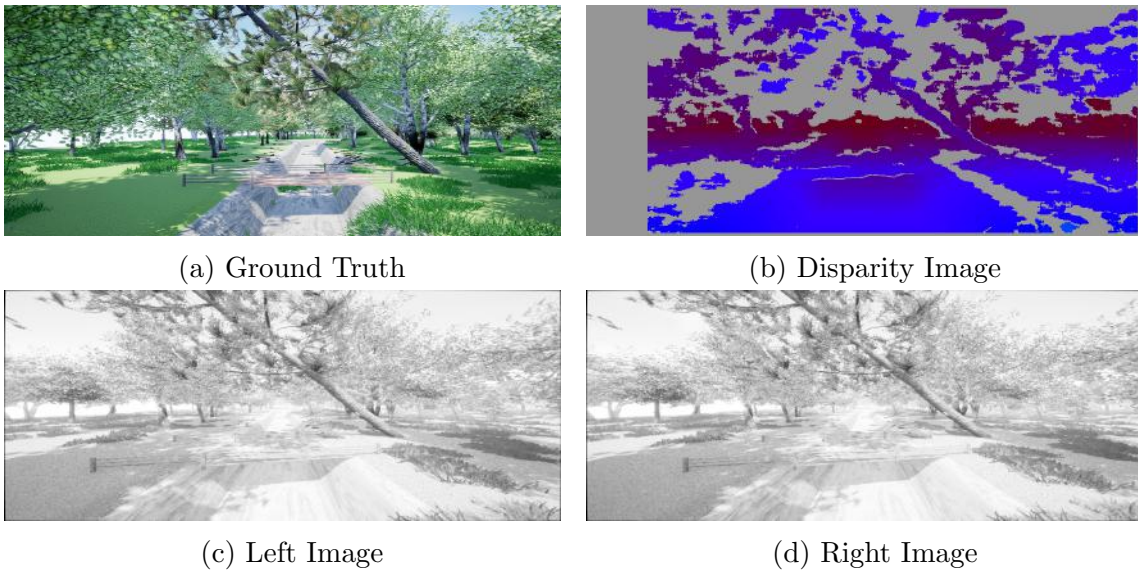 (a) Ground Truth
(b) Disparity Image
(c) Left Image
(d) Right Image